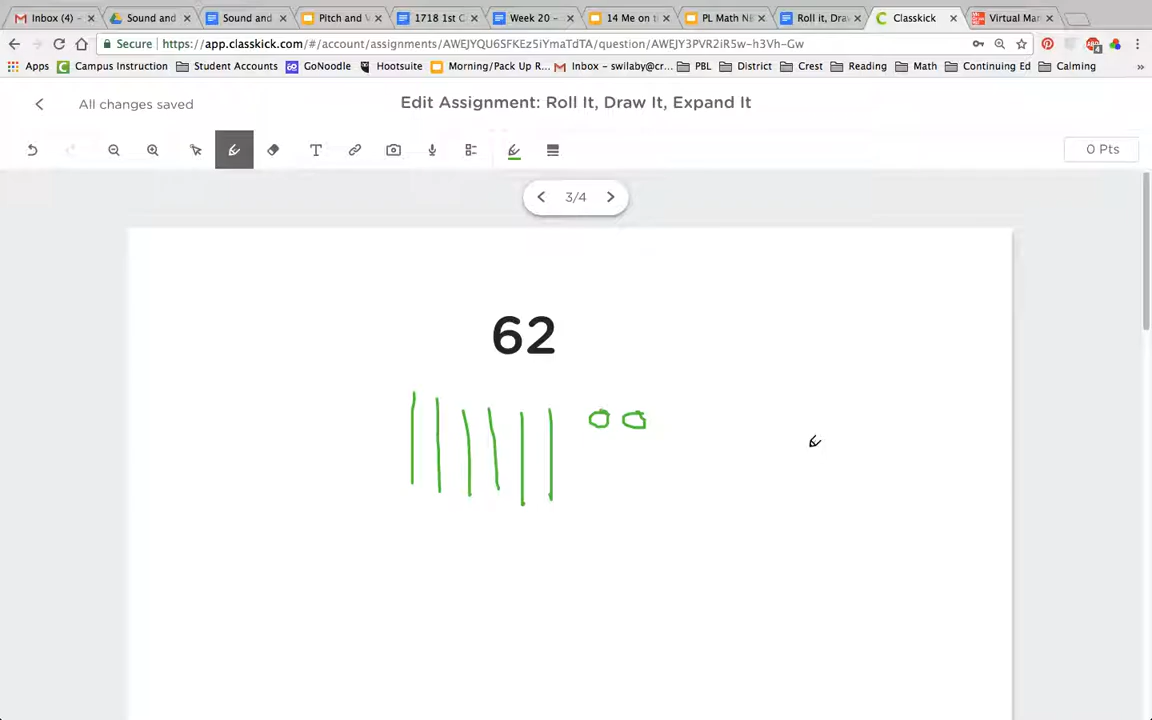 Inbox (4) -
Sound and
Sound and
Pitch and V
1718 1st C
Week 20 –
14 Me on t
PL Math NE
Roll it, Draw
Classkick
Virtual Man
Secure
https://app.classkick.com/#/account/assignments/AWEJYQU6SFKEz5iYmaTdTA/question/AWEJY3PVR2iR5w-h3Vh-Gw
Apps
Campus Instruction
Student Accounts
GoNoodle
Hootsuite
Morning/Pack Up R...
Inbox – swilaby@cr...
PBL
District
Crest
Reading
Math
Continuing Ed
Calming
»
All changes saved
Edit Assignment: Roll It, Draw It, Expand It
T
0 Pts
3/4
62